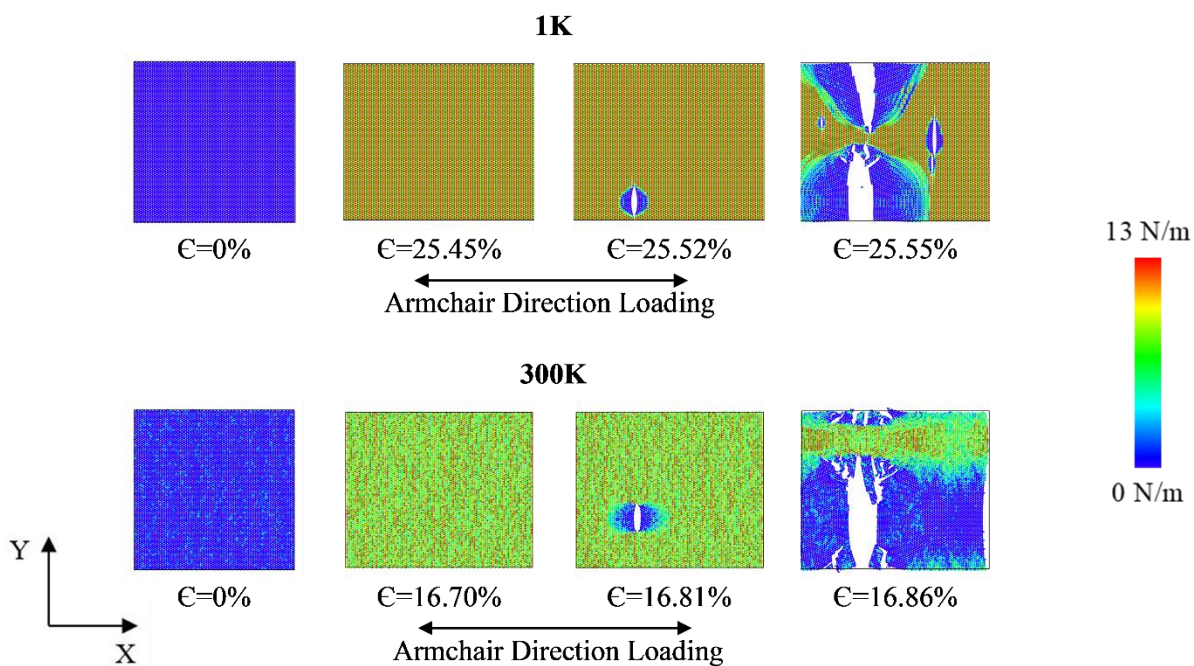 1K
Є=0% Є=25.45% Є=25.52% Є=25.55%
Armchair Direction Loading
13 N/m
0 N/m
300K
Є=0% Є=16.70% Є=16.81% Є=16.86%
Armchair Direction Loading
Y
X